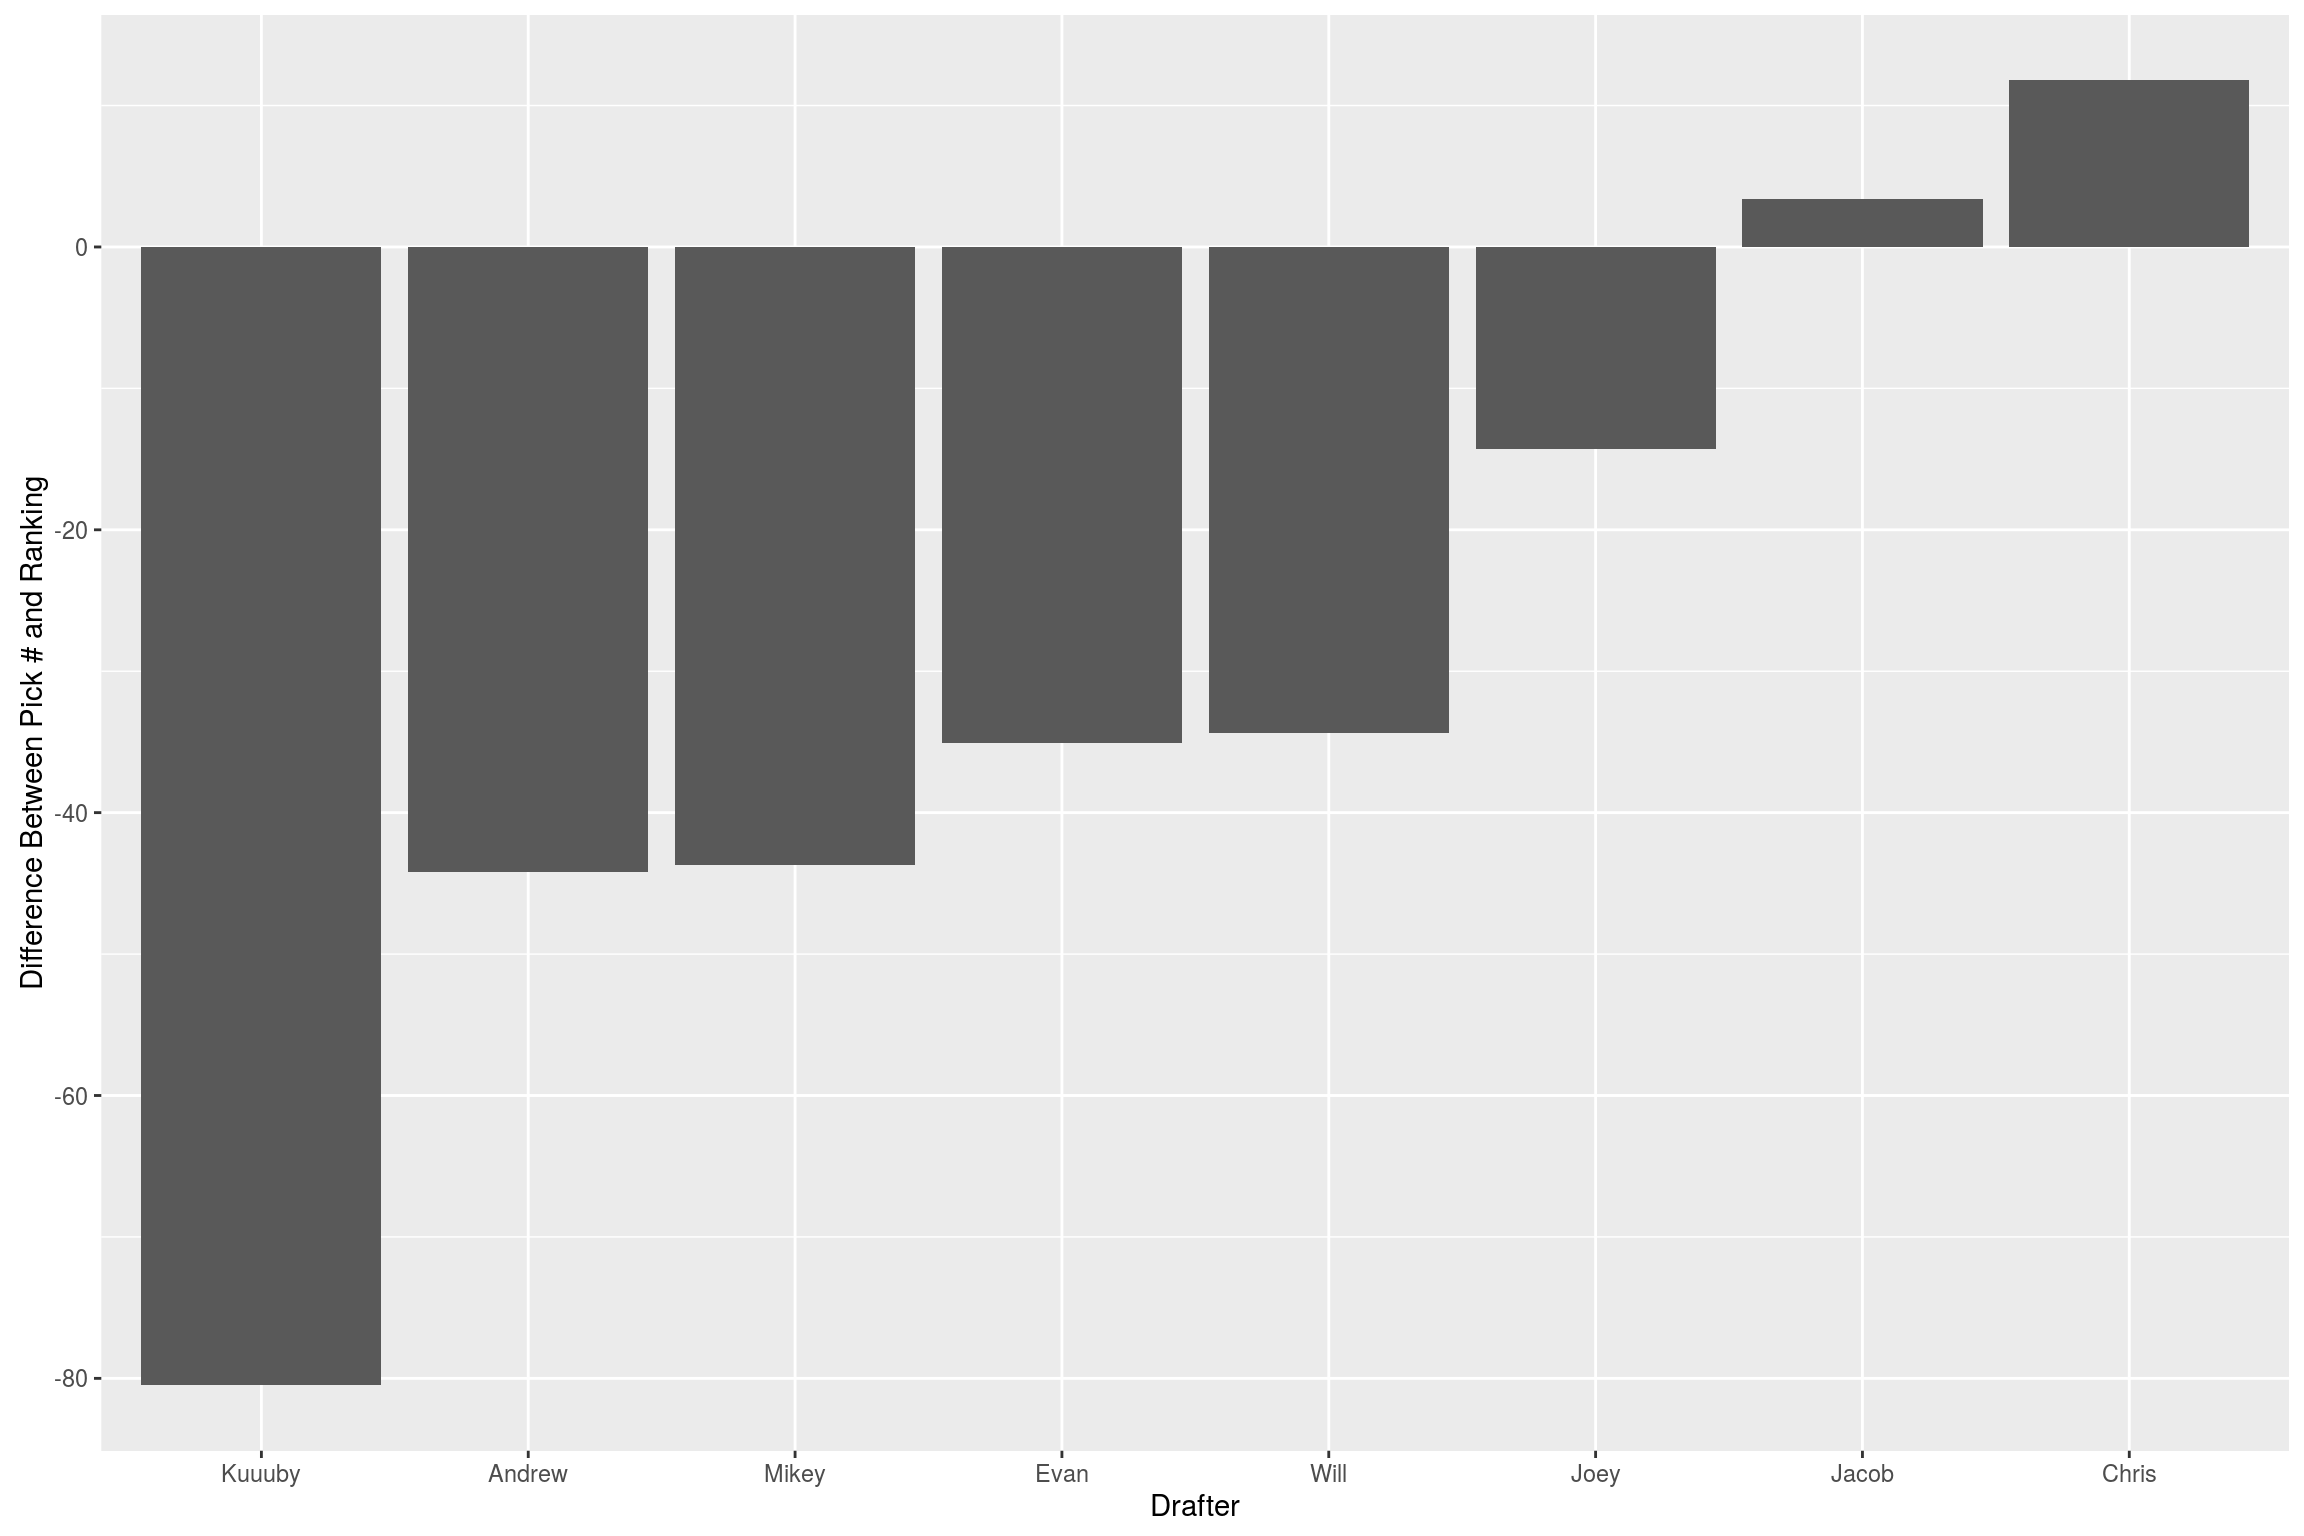 Difference Between Pick # and Ranking
0
-20
-40
-60
-80
Kuuuby
Andrew
Mikey
Evan
Will
Joey
Jacob
Chris
Drafter